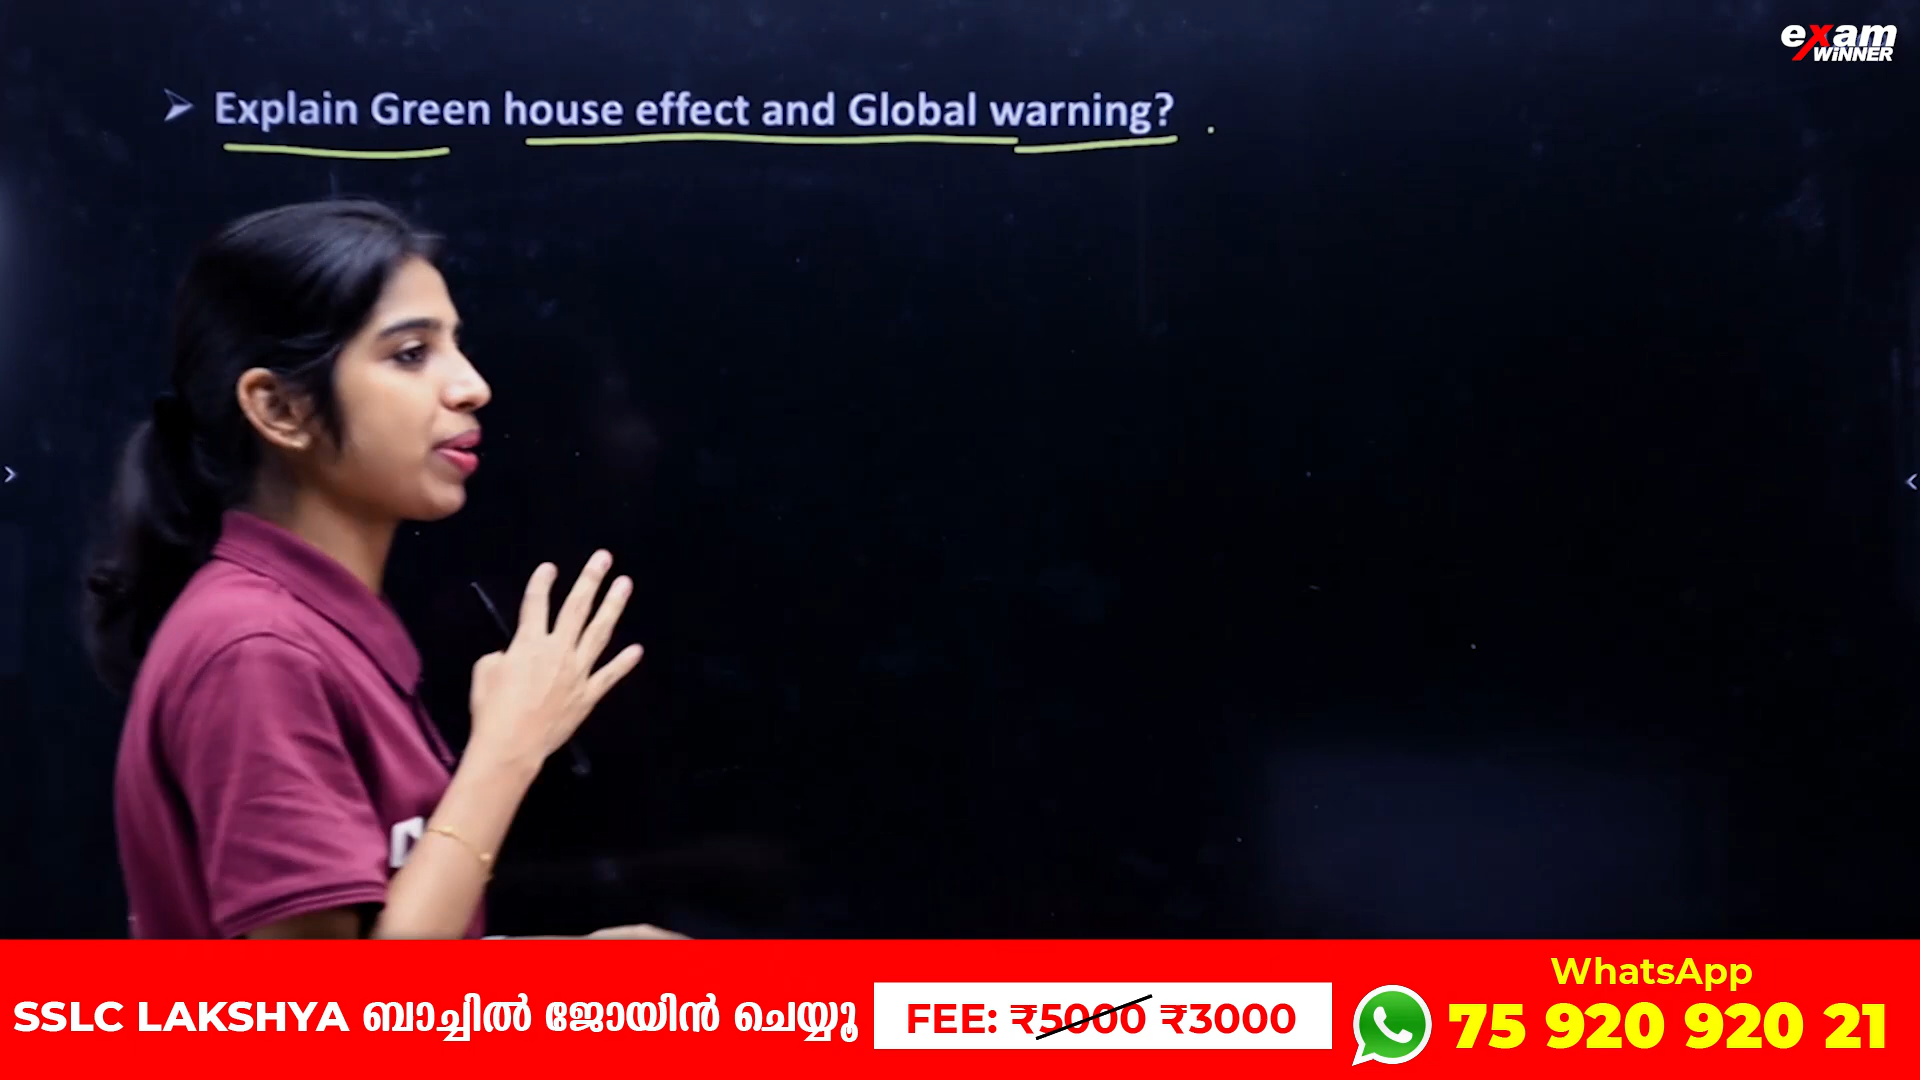 exam
WINNER
➤ Explain Green house effect and Global warning?
WhatsApp
SSLC LAKSHYA ബാച്ചിൽ ജോയിൻ ചെയ്യൂ
FEE: ₹5000 ₹3000
75 920 920 21